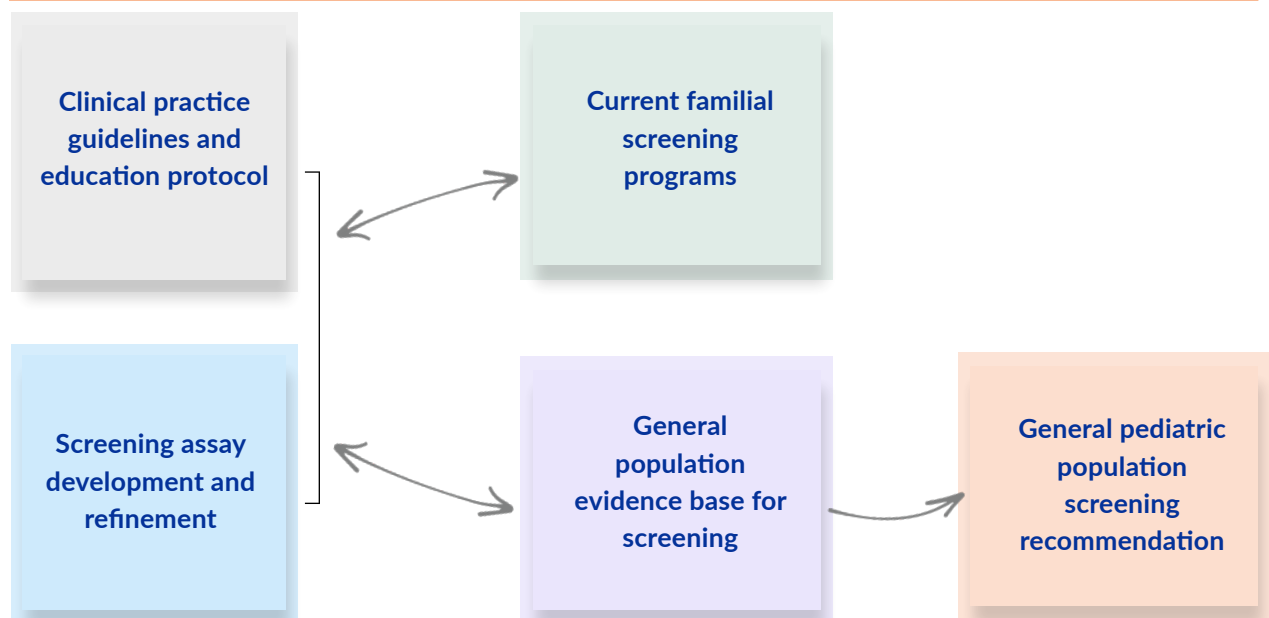 Clinical practice
guidelines and
education protocol
Current familial
screening
programs
Screening assay
development and
refinement
General
population
evidence base for
screening
General pediatric
population
screening
recommendation